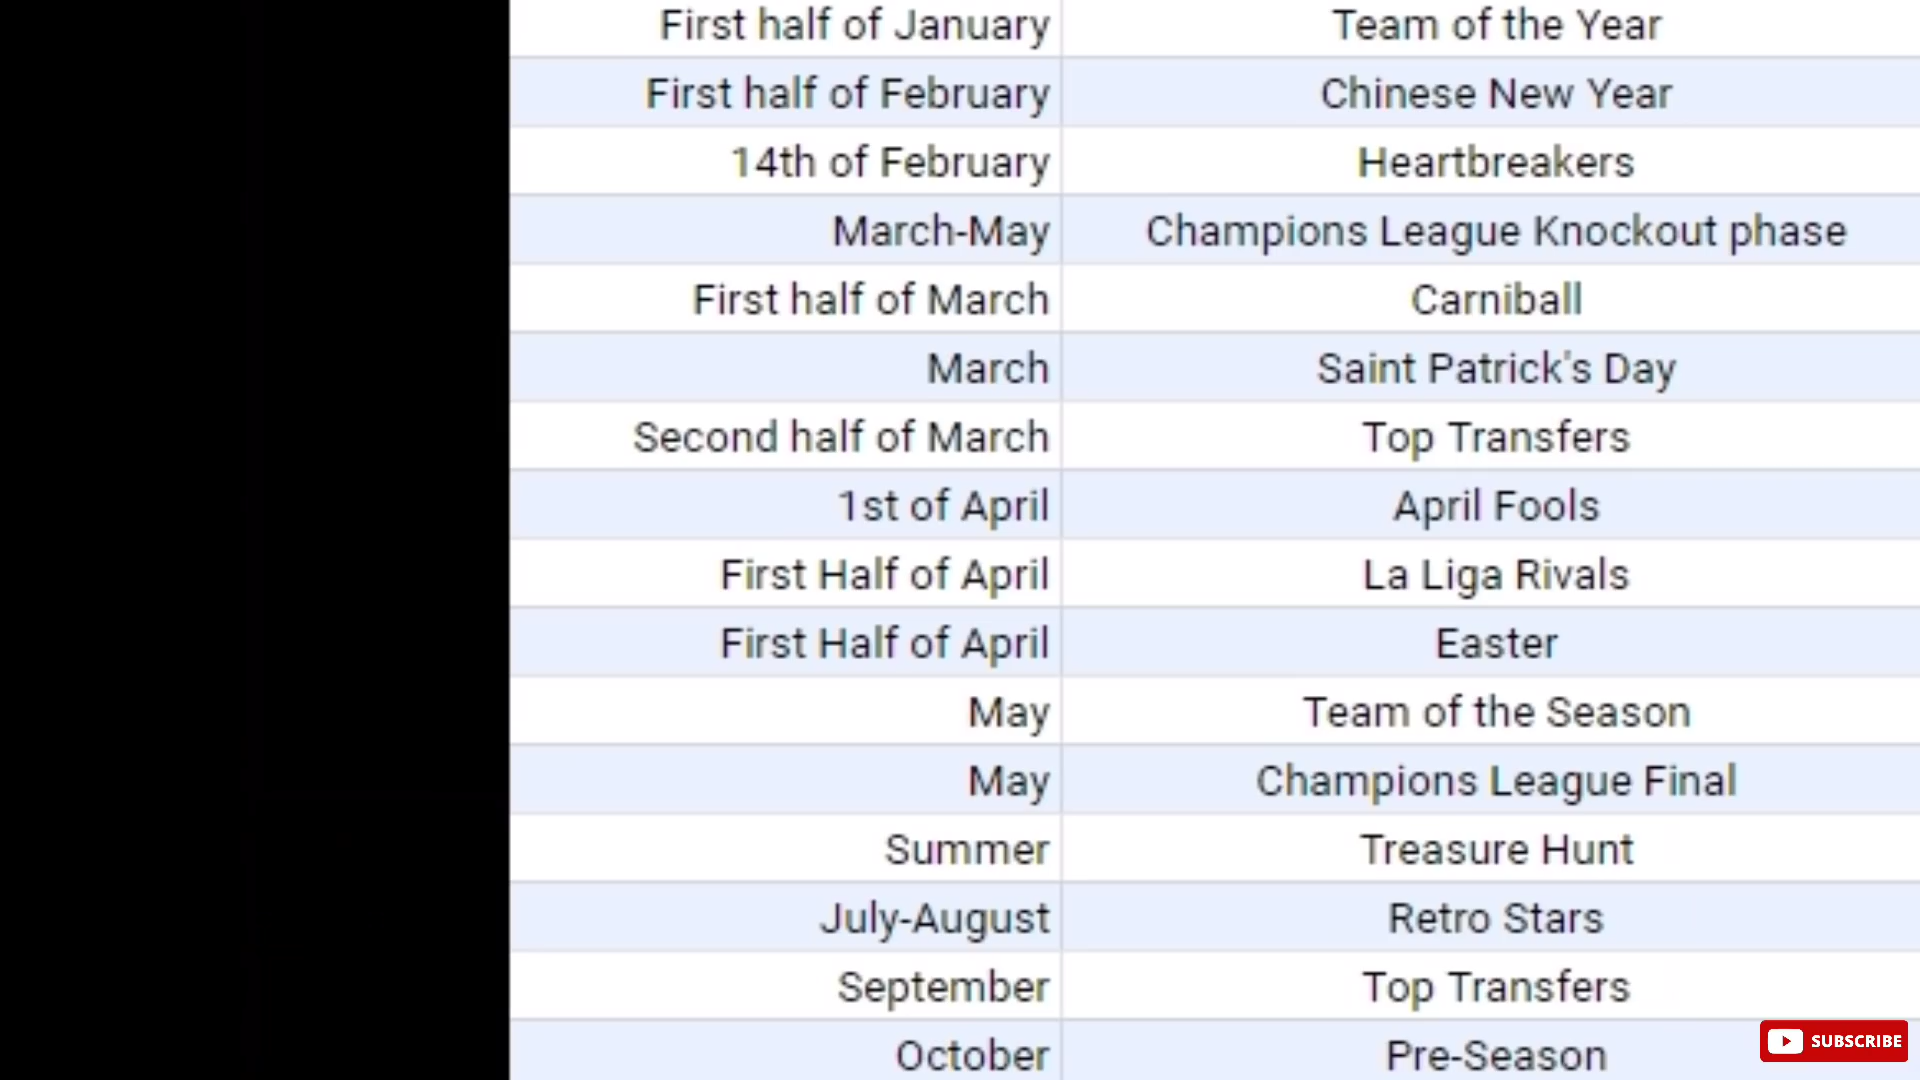 First half of January Team of the Year
First half of February Chinese New Year
14th of February Heartbreakers
March-May Champions League Knockout phase
First half of March Carniball
March Saint Patrick's Day
Second half of March Top Transfers
1st of April April Fools
First Half of April La Liga Rivals
First Half of April Easter
May Team of the Season
May Champions League Final
Summer Treasure Hunt
July-August Retro Stars
September Top Transfers
October Pre-Season
SUBSCRIBE